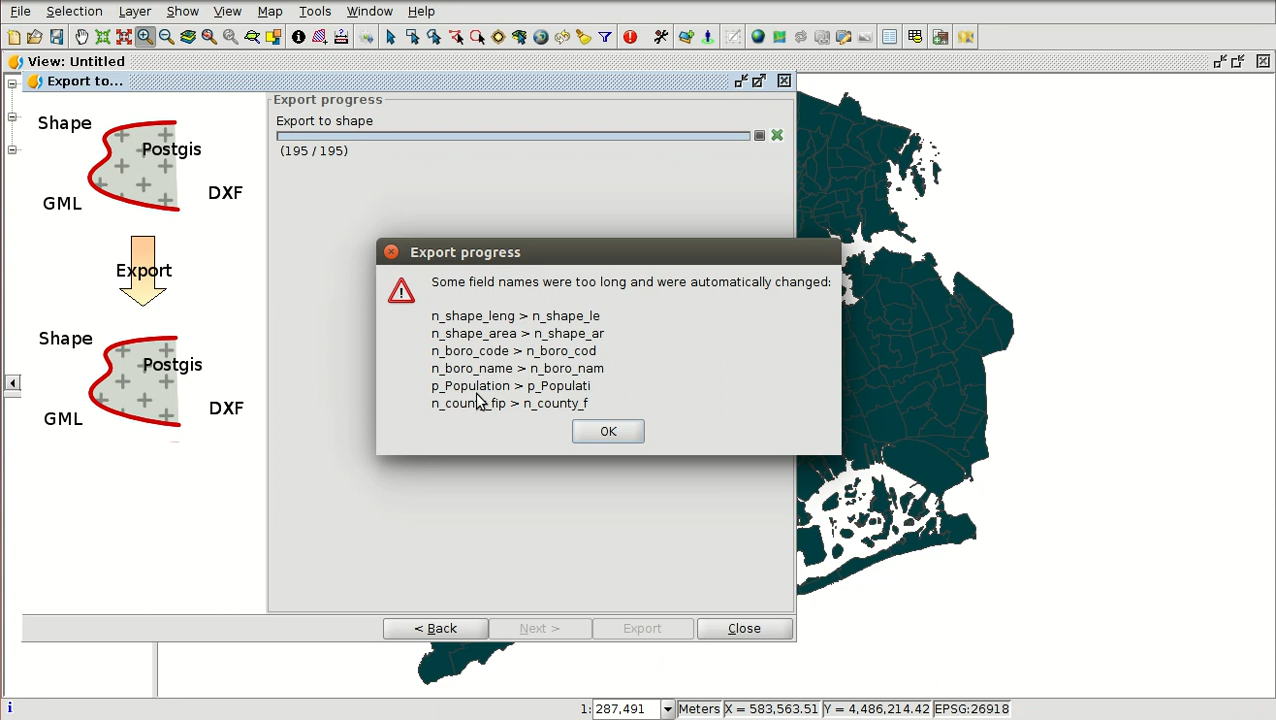 File Selection Layer Show View Map Tools Window Help
View: Untitled
Export to...
Shape
Postgis
GML
DXF
Export
Shape
Postgis
GML
DXF
Export progress
Export to shape
(195 / 195)
Export progress
Some field names were too long and were automatically changed:
n_shape_leng > n_shape_le
n_shape_area > n_shape_ar
n_boro_code > n_boro_cod
n_boro_name > n_boro_nam
p_Population > p_Populati
> n_county_f
OK
< Back Next > Export Close
1: 287,491 Meters X = 583,563.51 Y = 4,486,214.42 EPSG:26918